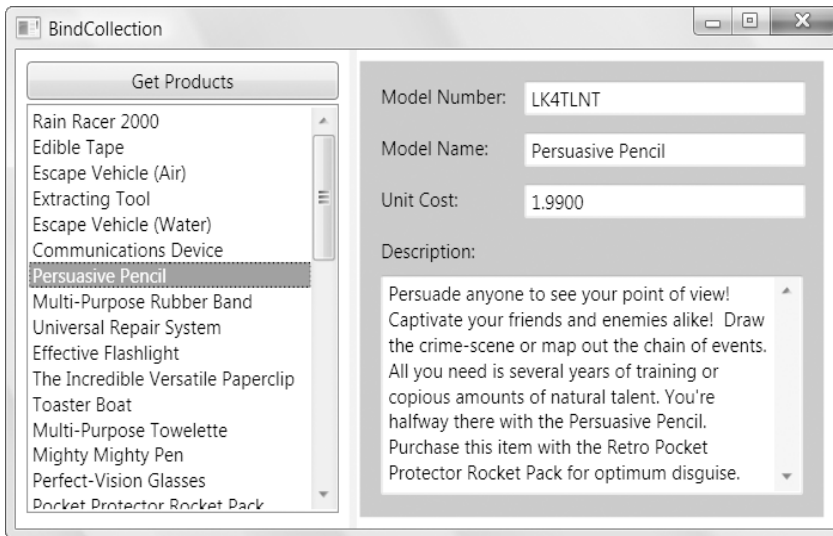 BindCollection
Get Products
Rain Racer 2000
Edible Tape
Escape Vehicle (Air)
Extracting Tool
Escape Vehicle (Water)
Communications Device
Persuasive Pencil
Multi-Purpose Rubber Band
Universal Repair System
Effective Flashlight
The Incredible Versatile Paperclip
Toaster Boat
Multi-Purpose Towelette
Mighty Mighty Pen
Perfect-Vision Glasses
Pocket Protector Rocket Pack
Model Number: LK4TLNT
Model Name: Persuasive Pencil
Unit Cost: 1.9900
Description:
Persuade anyone to see your point of view!
Captivate your friends and enemies alike!  Draw
the crime-scene or map out the chain of events.
All you need is several years of training or
copious amounts of natural talent. You're
halfway there with the Persuasive Pencil.
Purchase this item with the Retro Pocket
Protector Rocket Pack for optimum disguise.